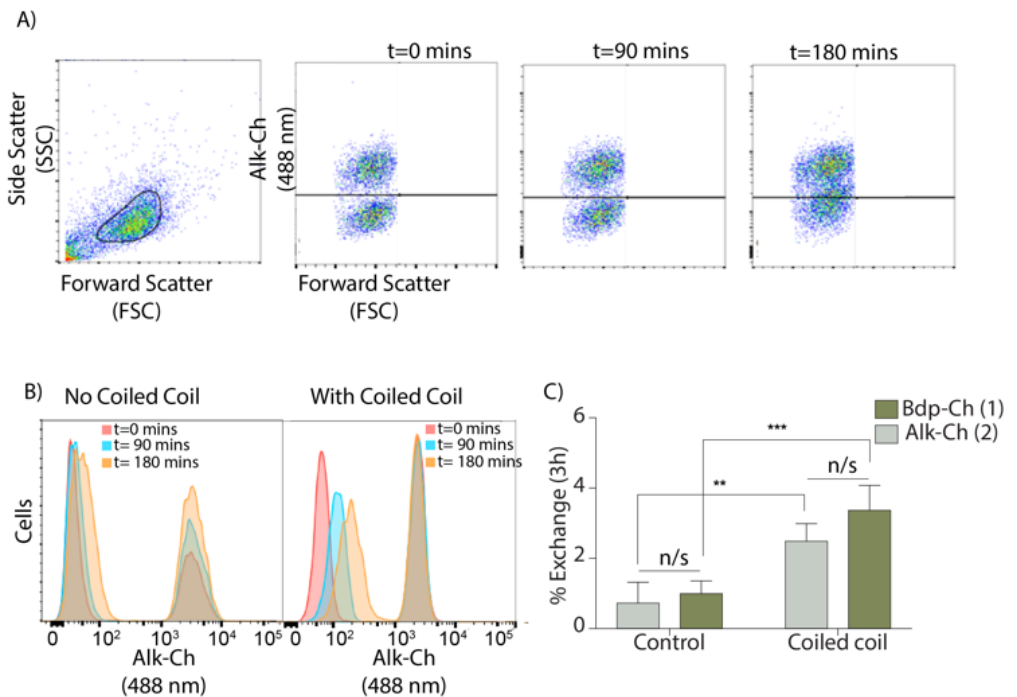 A)
t=0 mins
t=90 mins
t=180 mins
Side Scatter
(SSC)
Alk-Ch
(488 nm)
Forward Scatter
(FSC)
Forward Scatter
(FSC)
B)
No Coiled Coil
With Coiled Coil
t=0 mins
t= 90 mins
t= 180 mins
t=0 mins
t= 90 mins
t= 180 mins
Cells
0 10² 10³ 10⁴ 10⁵
0 10² 10³ 10⁴ 10⁵
Alk-Ch
(488 nm)
Alk-Ch
(488 nm)
C)
Bdp-Ch (1)
Alk-Ch (2)
% Exchange (3h)
6
4
2
0
***
**
n/s
n/s
Control
Coiled coil